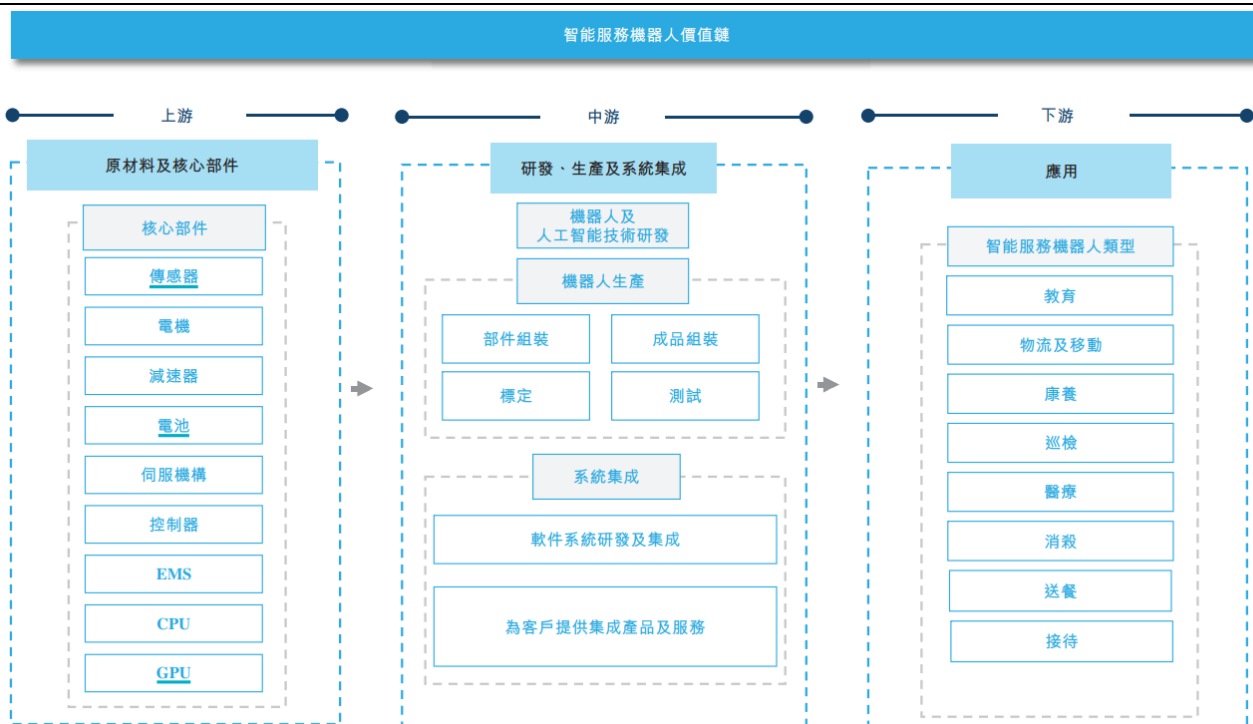 智能服務機器人價值鏈
上游
中游
下游
原材料及核心部件
核心部件
傳感器
電機
減速器
電池
伺服機構
控制器
EMS
CPU
GPU
研發、生產及系統集成
機器人及
人工智能技術研發
機器人生產
部件組裝
成品組裝
標定
測試
系統集成
軟件系統研發及集成
為客戶提供集成產品及服務
應用
智能服務機器人類型
教育
物流及移動
康養
巡檢
醫療
消殺
送餐
接待